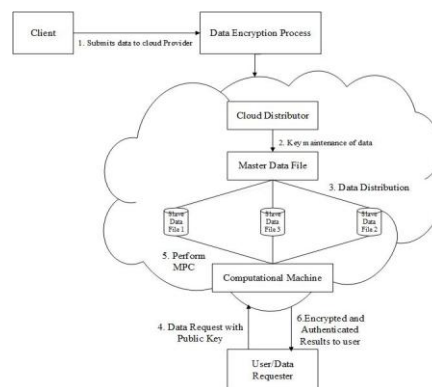 Client
Data Encryption Process
1. Submits data to cloud Provider
Cloud Distributor
2. Key maintenance of data
Master Data File
3. Data Distribution
Slave
Data
File 1
Slave
Data
File 3
Slave
Data
File 2
5. Perform
MPC
Computational Machine
4. Data Request with
Public Key
6.Encrypted and
Authenticated
Results to user
User/Data
Requester